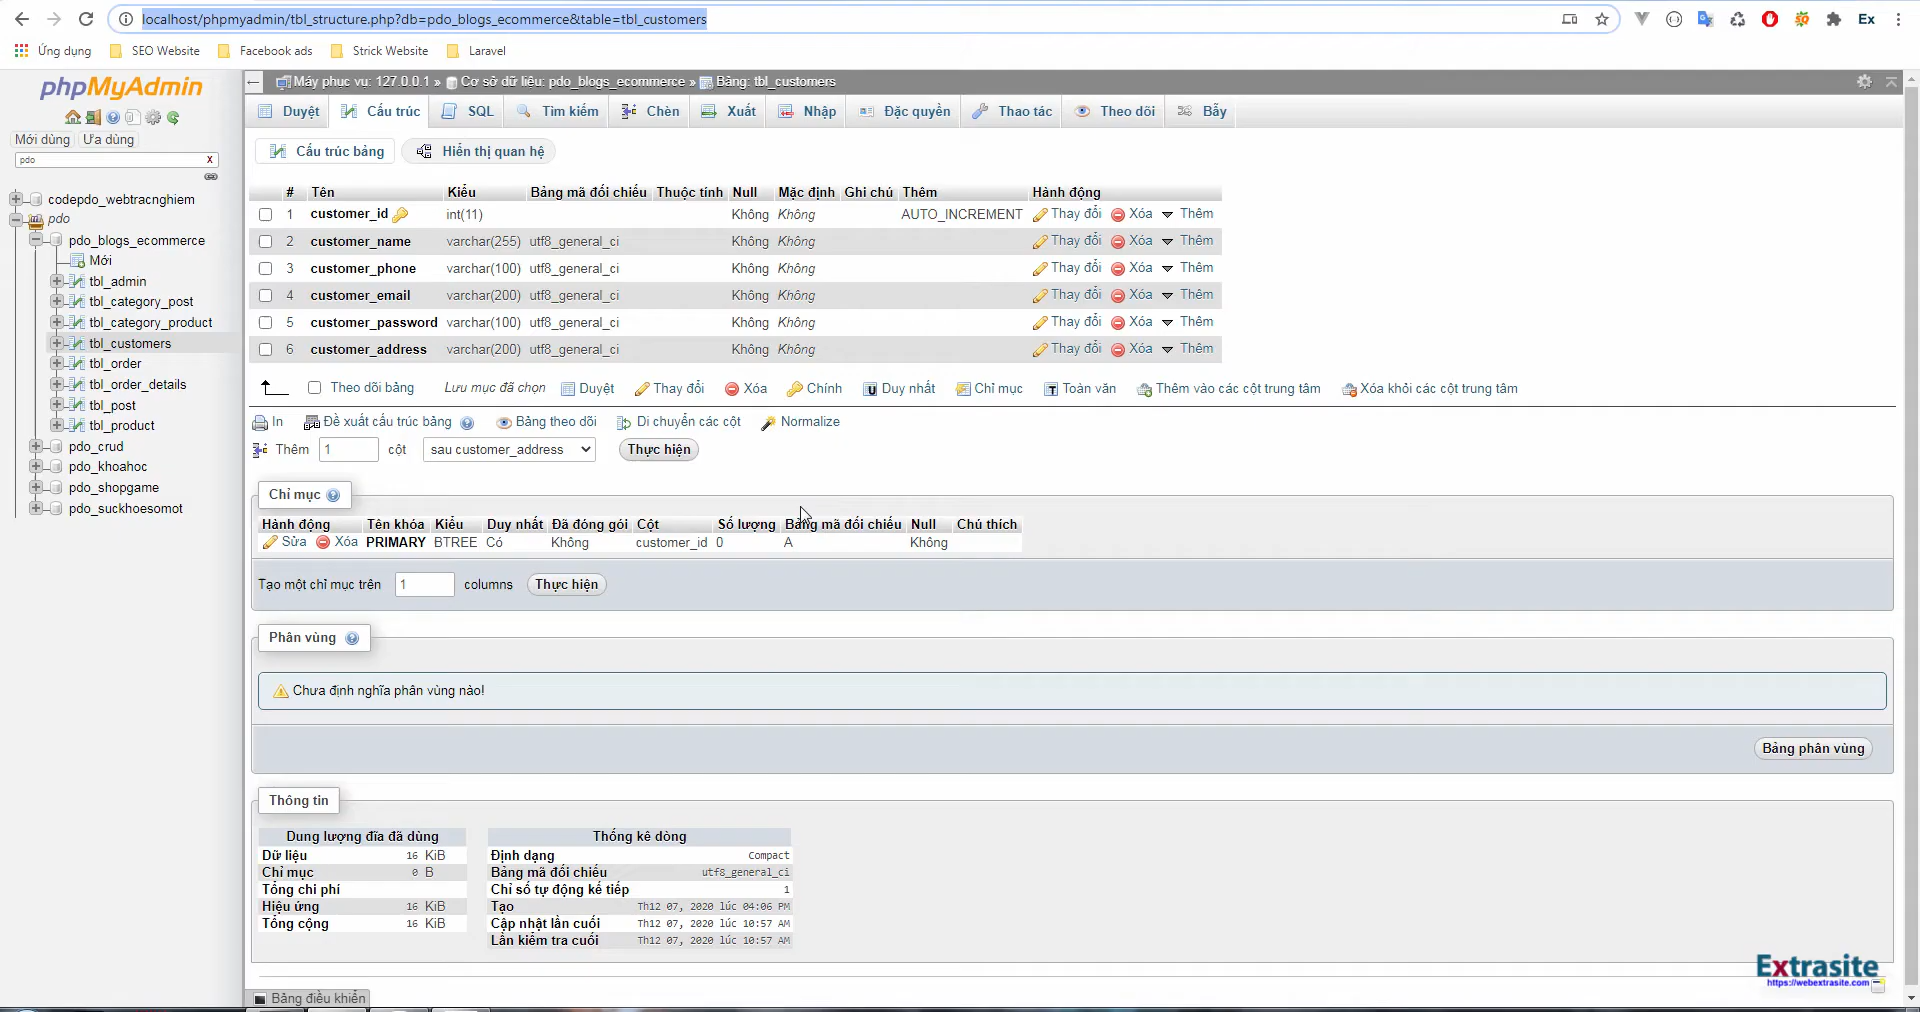 localhost/phpmyadmin/tbl_structure.php?db=pdo_blogs_ecommerce&table=tbl_customers
Ex
Ứng dụng SEO Website Facebook ads Strick Website Laravel
phpMyAdmin
Mới dùng Ưa dùng
pdo X
codepdo_webtracnghiem
pdo
pdo_blogs_ecommerce
Mới
tbl_admin
tbl_category_post
tbl_category_product
tbl_customers
tbl_order
tbl_order_details
tbl_post
tbl_product
pdo_crud
pdo_khoahoc
pdo_shopgame
pdo_suckhoesomot
Máy phục vụ: 127.0.0.1 » Cơ sở dữ liệu: pdo_blogs_ecommerce » Bảng: tbl_customers
Duyệt Cấu trúc SQL Tìm kiếm Chèn Xuất Nhập Đặc quyền Thao tác Theo dõi Bẫy
Cấu trúc bảng Hiển thị quan hệ
# Tên Kiểu Bảng mã đối chiếu Thuộc tính Null Mặc định Ghi chú Thêm Hành động
1 customer_id int(11) Không Không AUTO_INCREMENT Thay đổi Xóa Thêm
2 customer_name varchar(255) utf8_general_ci Không Không Thay đổi Xóa Thêm
3 customer_phone varchar(100) utf8_general_ci Không Không Thay đổi Xóa Thêm
4 customer_email varchar(200) utf8_general_ci Không Không Thay đổi Xóa Thêm
5 customer_password varchar(100) utf8_general_ci Không Không Thay đổi Xóa Thêm
6 customer_address varchar(200) utf8_general_ci Không Không Thay đổi Xóa Thêm
Theo dõi bảng Lưu mục đã chọn Duyệt Thay đổi Xóa Chính Duy nhất Chỉ mục Toàn văn Thêm vào các cột trung tâm Xóa khỏi các cột trung tâm
In Đề xuất cấu trúc bảng Bảng theo dõi Di chuyển các cột Normalize
Thêm 1 cột sau customer_address Thực hiện
Chỉ mục
Hành động Tên khóa Kiểu Duy nhất Đã đóng gói Cột Số lượng Bảng mã đối chiếu Null Chú thích
Sửa Xóa PRIMARY BTREE Có Không customer_id 0 A Không
Tạo một chỉ mục trên 1 columns Thực hiện
Phân vùng
Chưa định nghĩa phân vùng nào!
Bảng phân vùng
Thông tin
Dung lượng đĩa đã dùng
Dữ liệu 16 KiB
Chỉ mục 0 B
Tổng chi phí
Hiệu ứng 16 KiB
Tổng cộng 16 KiB
Thống kê dòng
Định dạng Compact
Bảng mã đối chiếu utf8_general_ci
Chỉ số tự động kế tiếp 1
Tạo Th12 07, 2020 lúc 04:06 PM
Cập nhật lần cuối Th12 07, 2020 lúc 10:57 AM
Lần kiểm tra cuối Th12 07, 2020 lúc 10:57 AM
Extrasite
https://webextrasite.com
Bảng điều khiển